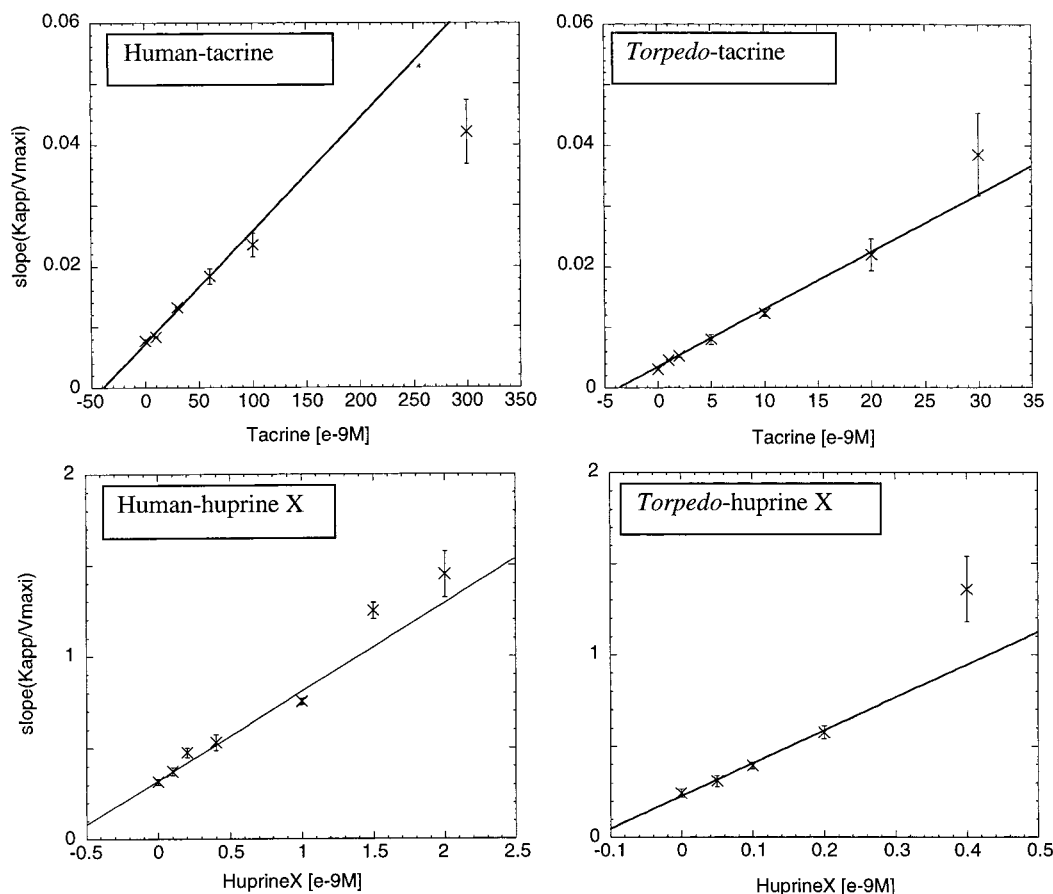 0.06
0.04
0.02
0
-50 0 50 100 150 200 250 300 350
Human-tacrine
slope(Kapp/Vmaxi)
Tacrine [e-9M]
0.06
0.04
0.02
0
-5 0 5 10 15 20 25 30 35
Torpedo-tacrine
Tacrine [e-9M]
2
1
0
-0.5 0 0.5 1 1.5 2 2.5
Human-huprine X
slope(Kapp/Vmaxi)
HuprineX [e-9M]
2
1
0
-0.1 0 0.1 0.2 0.3 0.4 0.5
Torpedo-huprine X
HuprineX [e-9M]